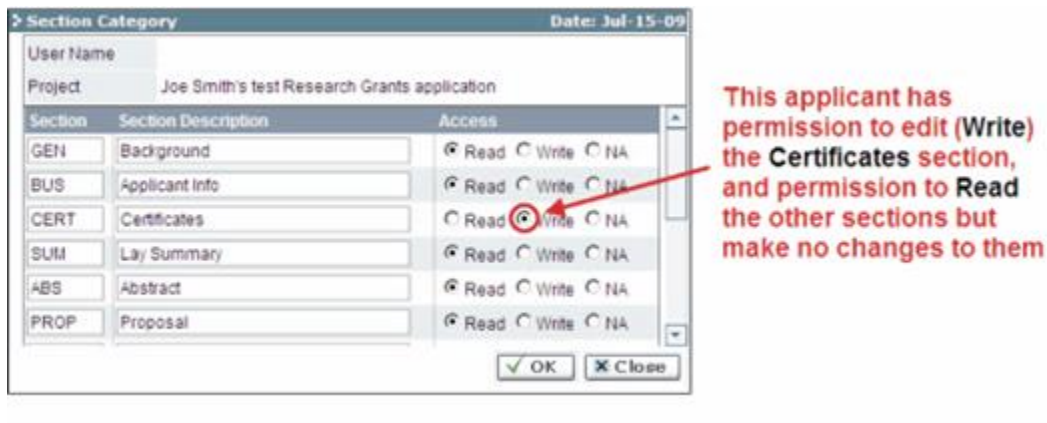 Section Category Date: Jul-15-09
User Name
Project Joe Smith's test Research Grants application
Section Section Description Access
GEN Background Read Write NA
BUS Applicant Info Read Write NA
CERT Certificates Read Write NA
SUM Lay Summary Read Write NA
ABS Abstract Read Write NA
PROP Proposal Read Write NA
OK Close
This applicant has
permission to edit (Write)
the Certificates section,
and permission to Read
the other sections but
make no changes to them